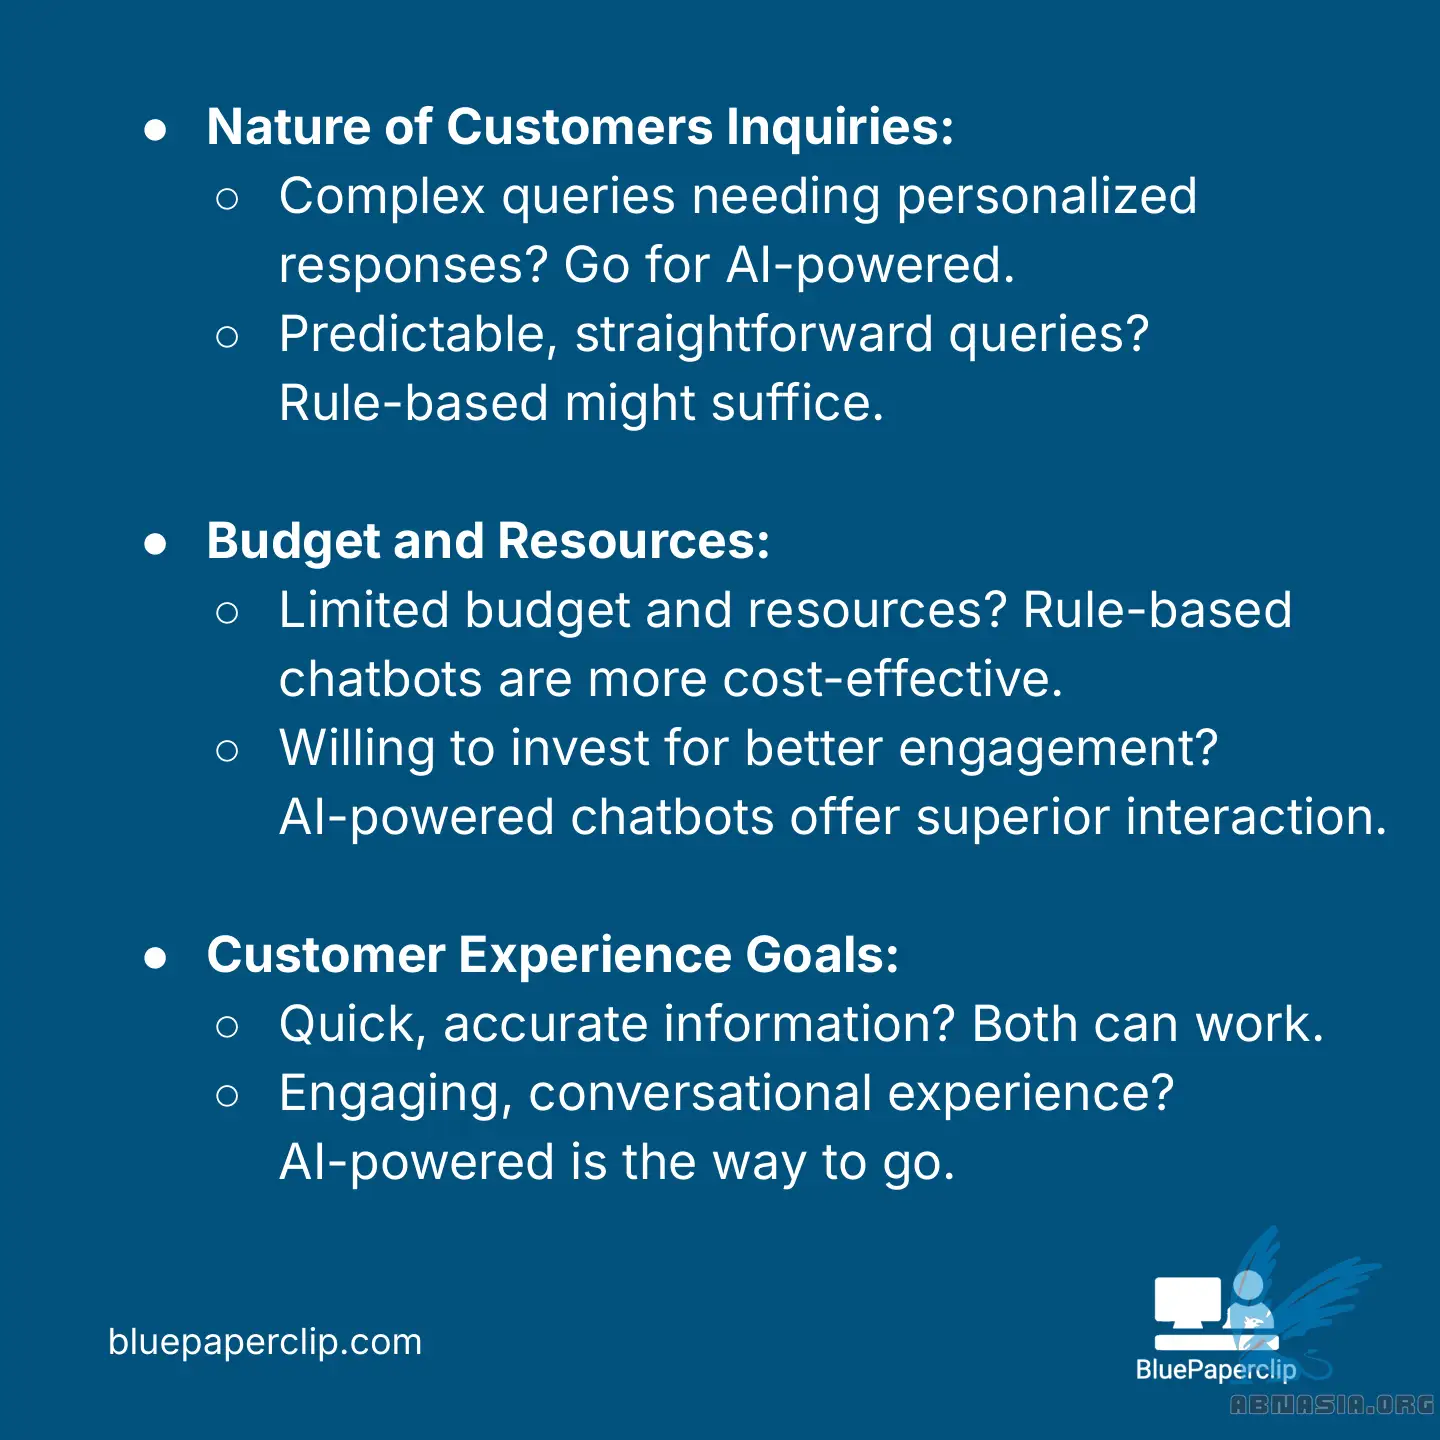 ● Nature of Customers Inquiries:
○ Complex queries needing personalized
responses? Go for AI-powered.
○ Predictable, straightforward queries?
Rule-based might suffice.
● Budget and Resources:
○ Limited budget and resources? Rule-based
chatbots are more cost-effective.
○ Willing to invest for better engagement?
AI-powered chatbots offer superior interaction.
● Customer Experience Goals:
○ Quick, accurate information? Both can work.
○ Engaging, conversational experience?
AI-powered is the way to go.
bluepaperclip.com
BluePaperclip
ABNASIA.ORG